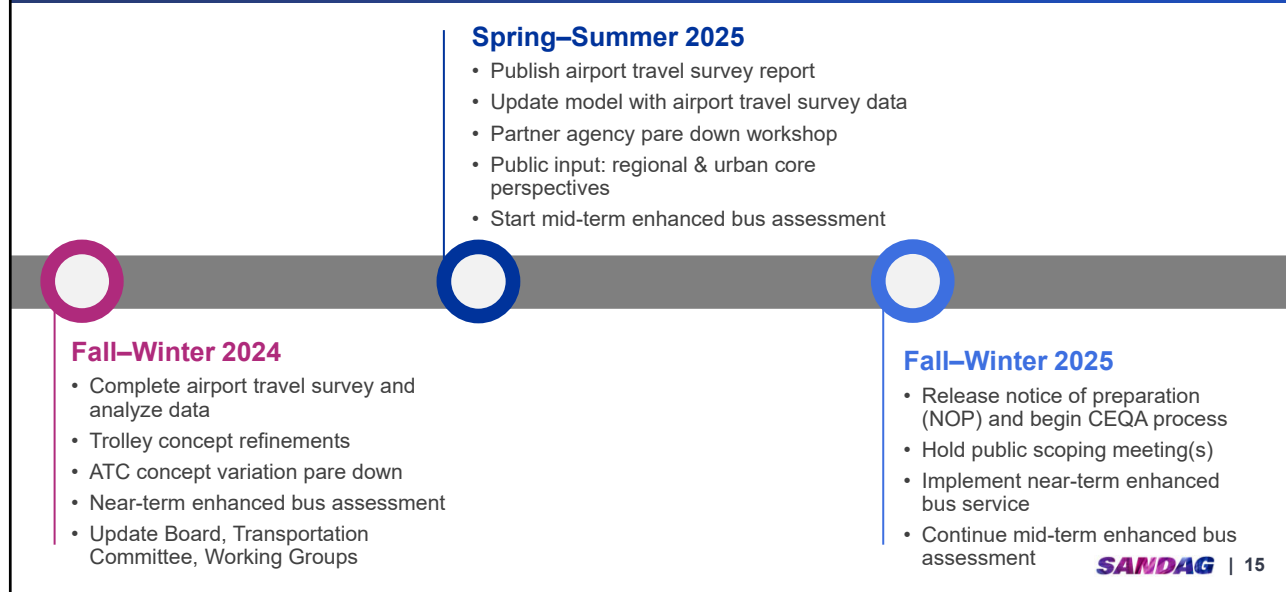 Spring–Summer 2025
• Publish airport travel survey report
• Update model with airport travel survey data
• Partner agency pare down workshop
• Public input: regional & urban core
perspectives
• Start mid-term enhanced bus assessment
Fall–Winter 2024
• Complete airport travel survey and
analyze data
• Trolley concept refinements
• ATC concept variation pare down
• Near-term enhanced bus assessment
• Update Board, Transportation
Committee, Working Groups
Fall–Winter 2025
• Release notice of preparation
(NOP) and begin CEQA process
• Hold public scoping meeting(s)
• Implement near-term enhanced
bus service
• Continue mid-term enhanced bus
assessment
SANDAG | 15